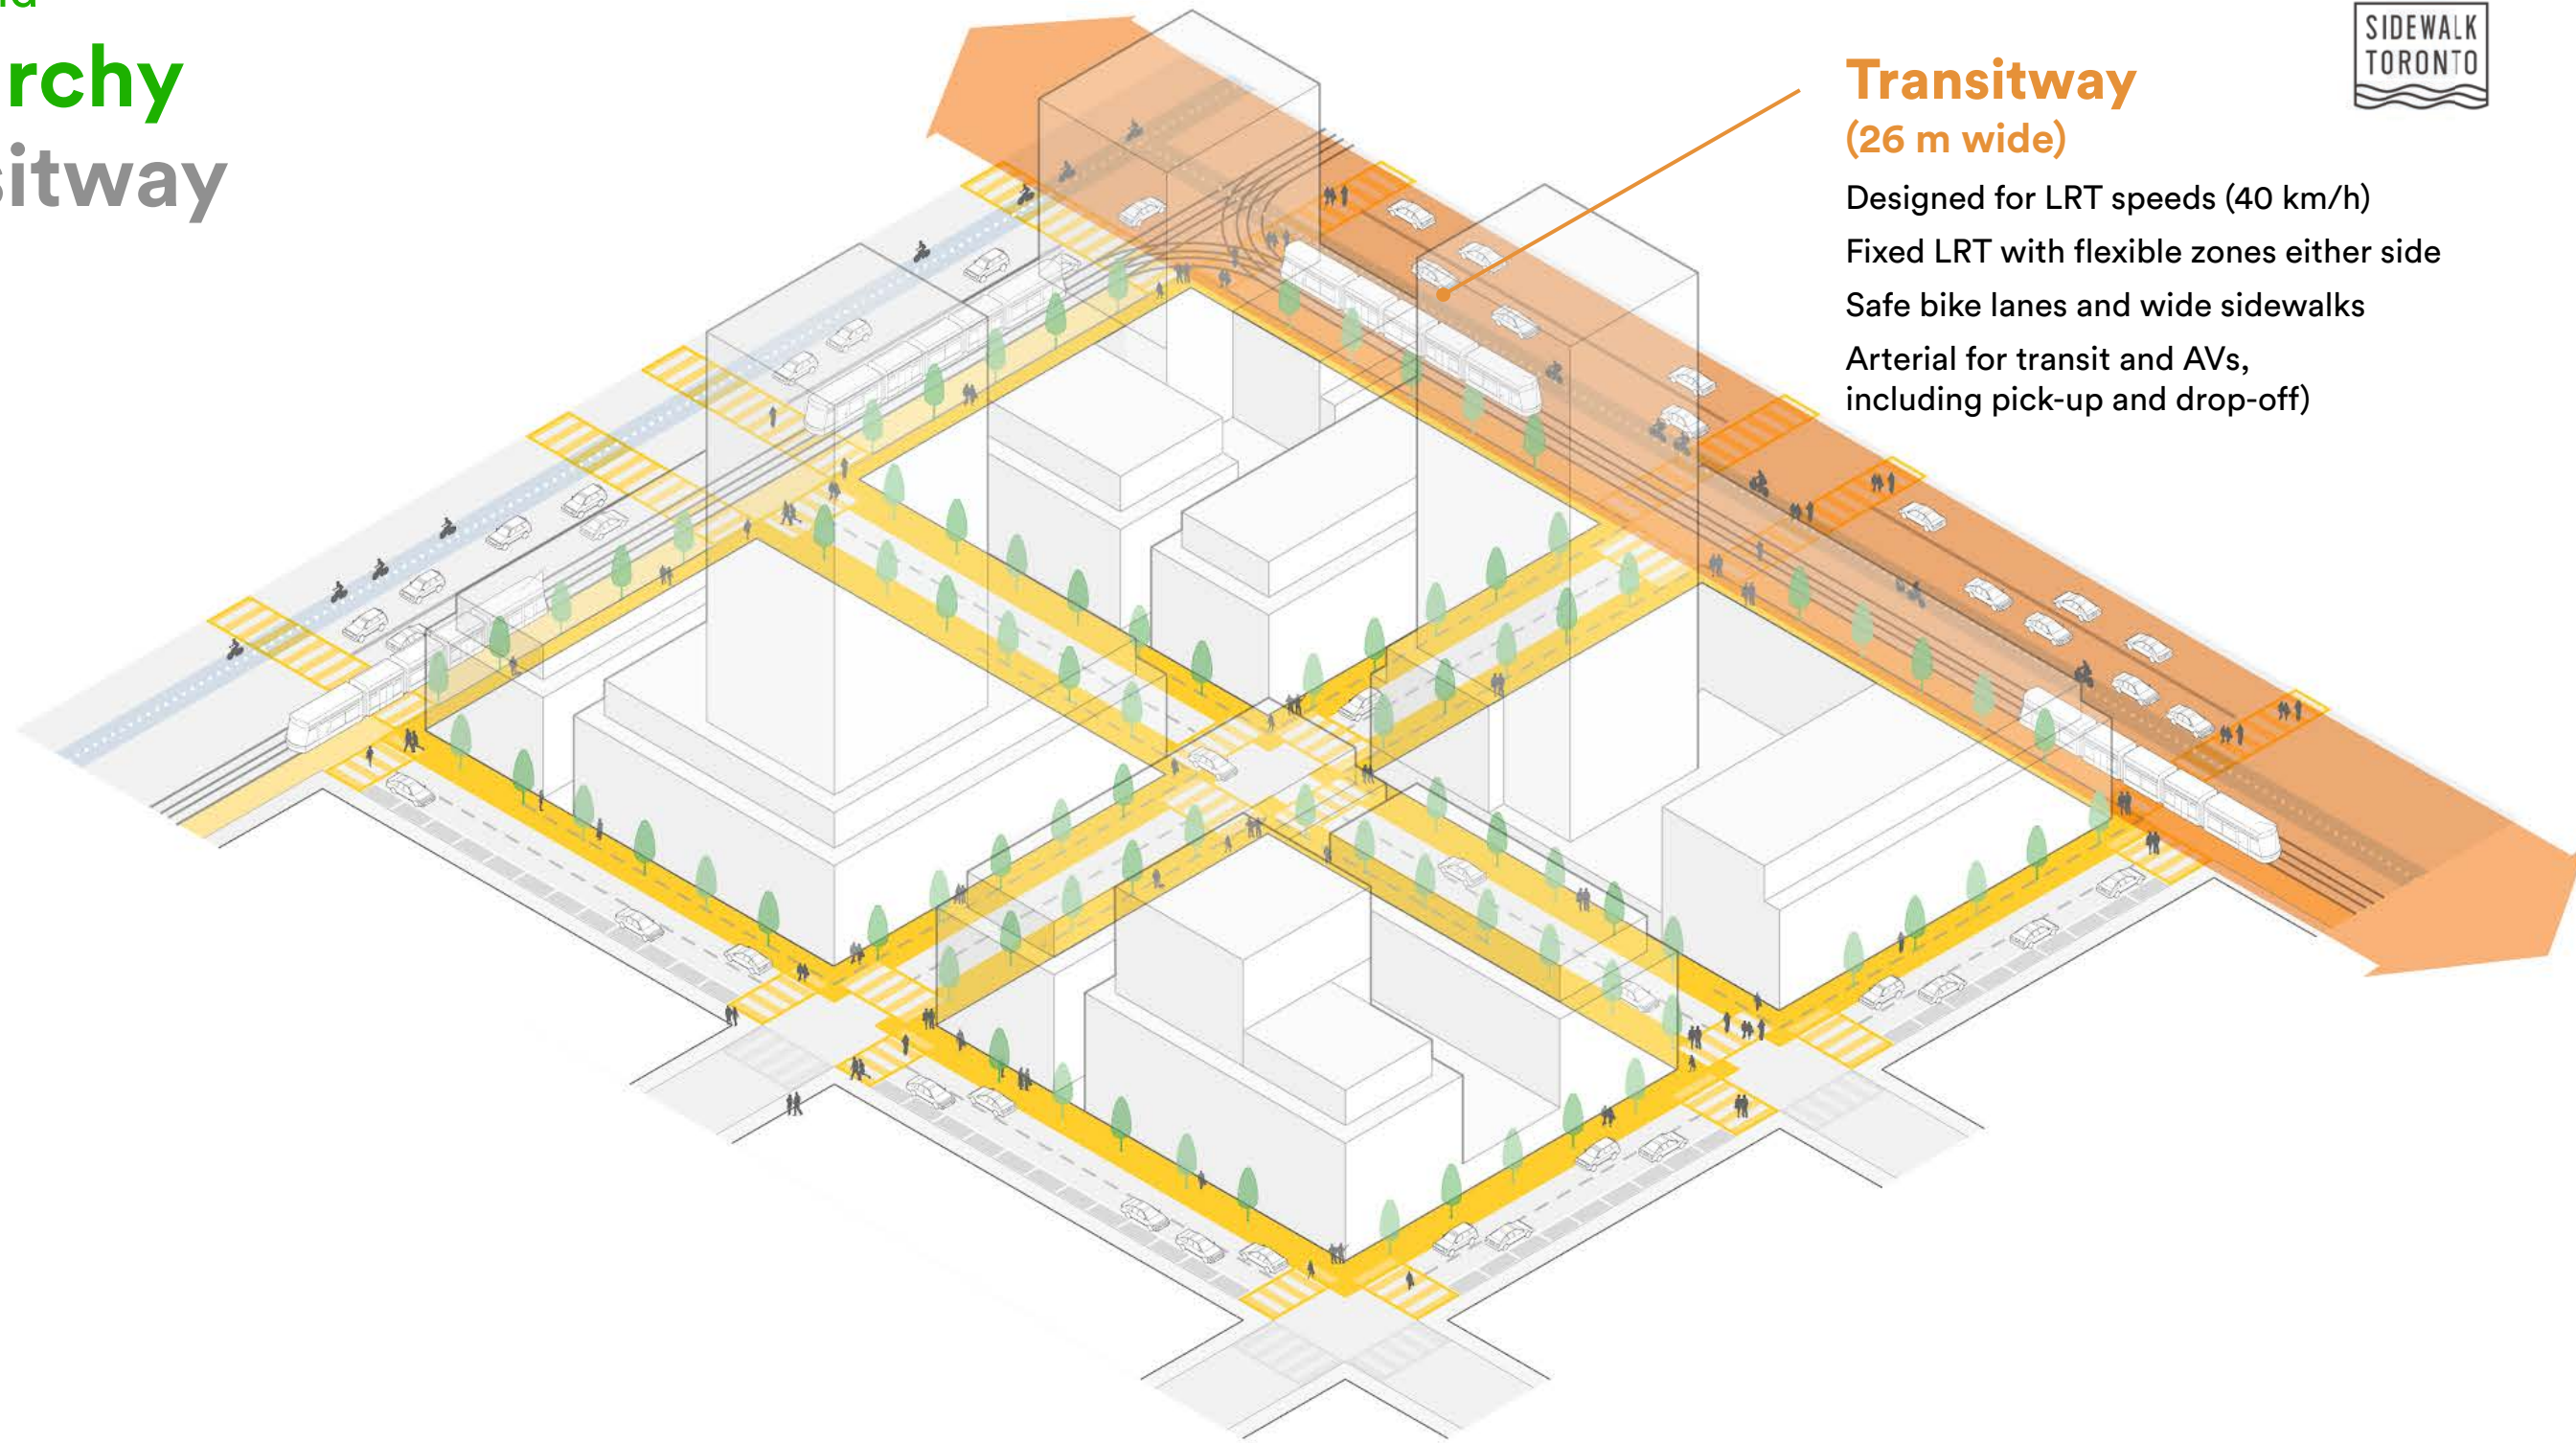 rchy
sitway
SIDEWALK
TORONTO
Transitway
(26 m wide)
Designed for LRT speeds (40 km/h)
Fixed LRT with flexible zones either side
Safe bike lanes and wide sidewalks
Arterial for transit and AVs,
including pick-up and drop-off)